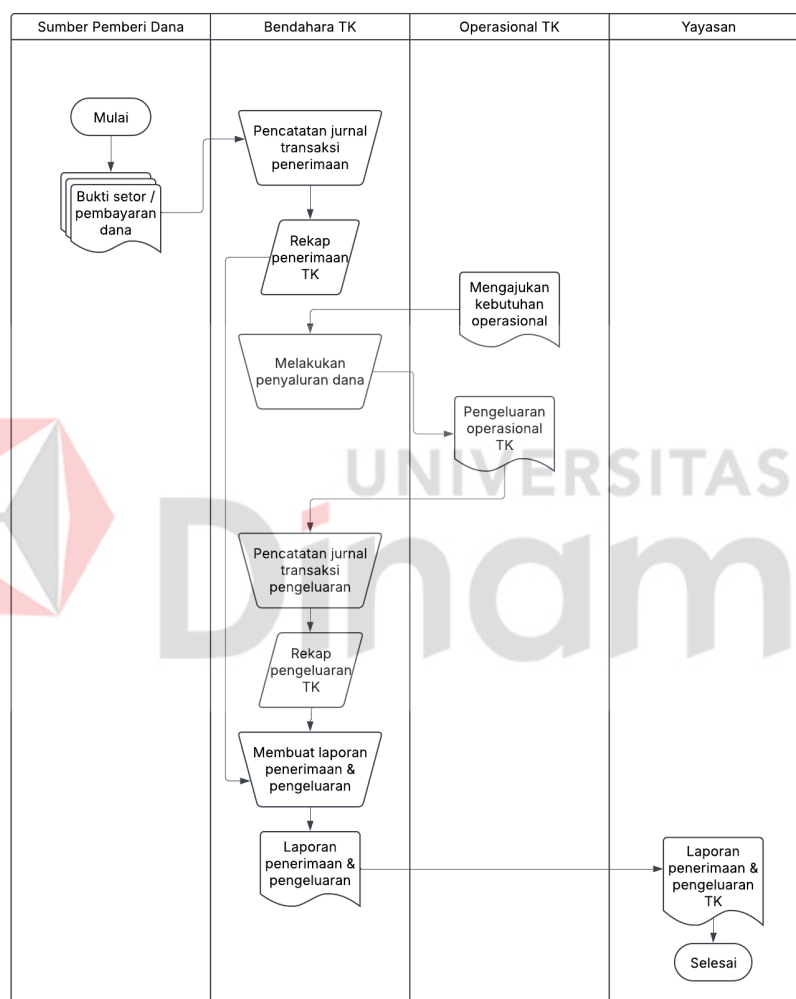 Sumber Pemberi Dana
Bendahara TK
Operasional TK
Yayasan
Mulai
Bukti setor /
pembayaran
dana
Pencatatan jurnal
transaksi
penerimaan
Rekap
penerimaan
TK
Mengajukan
kebutuhan
operasional
Melakukan
penyaluran dana
Pengeluaran
operasional
TK
UNIVERSITAS
Dinam
Pencatatan jurnal
transaksi
pengeluaran
Rekap
pengeluaran
TK
Membuat laporan
penerimaan &
pengeluaran
Laporan
penerimaan &
pengeluaran
Laporan
penerimaan &
pengeluaran
TK
Selesai